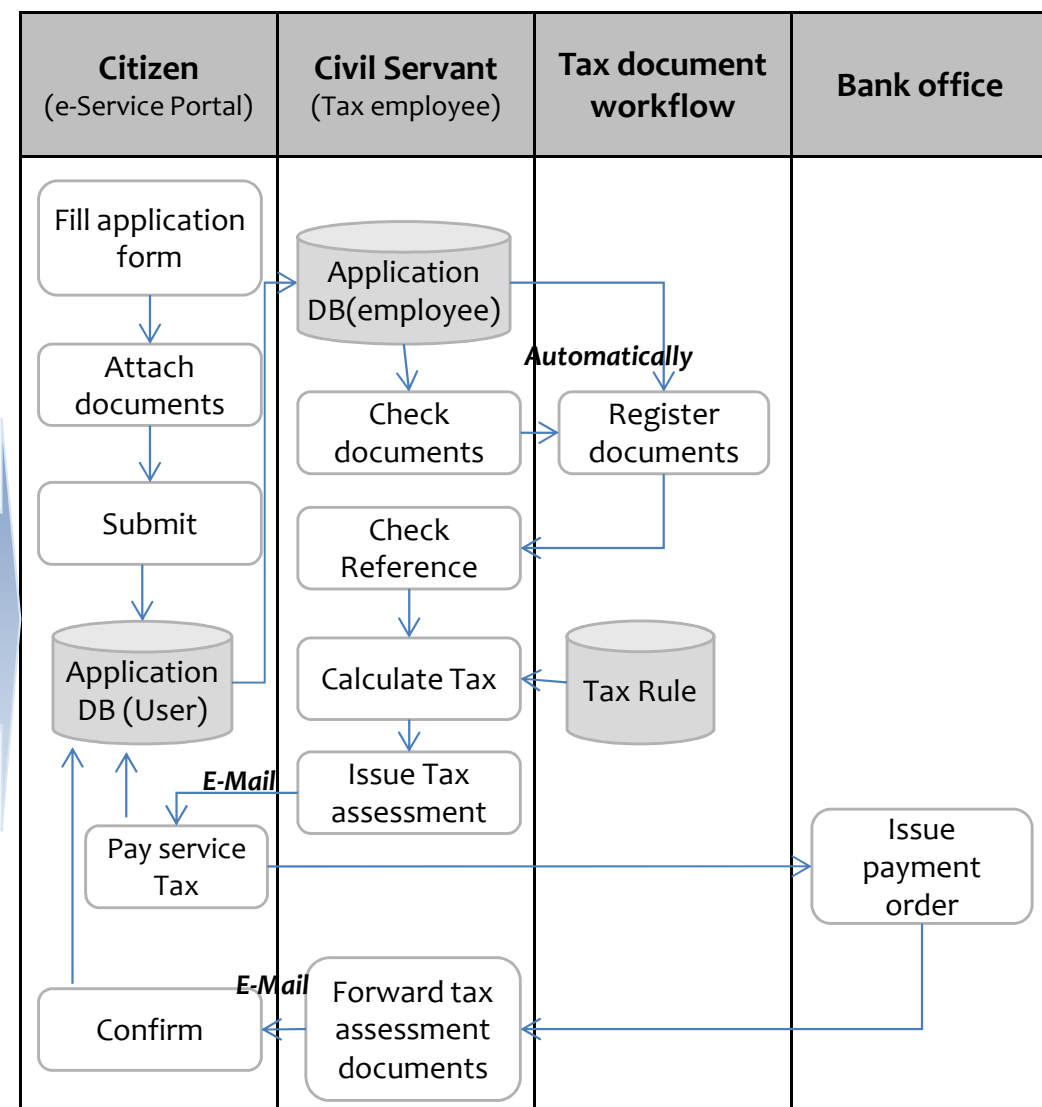 Citizen
(e-Service Portal)
Civil Servant
(Tax employee)
Tax document
workflow
Bank office
Fill application
form
Attach
documents
Submit
Application
DB (User)
Pay service
Tax
Confirm
Application
DB(employee)
Automatically
Check
documents
Check
Reference
Calculate Tax
Issue Tax
assessment
E-Mail
E-Mail
Forward tax
assessment
documents
Register
documents
Tax Rule
Issue
payment
order